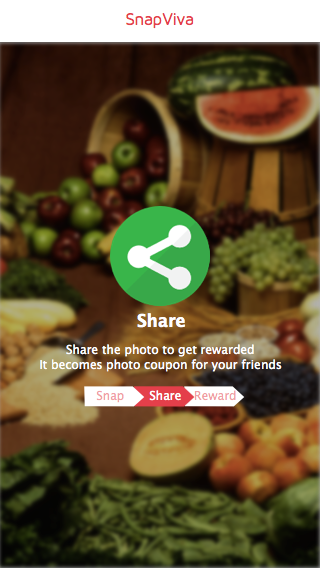 SnapViva
Share
Share the photo to get rewarded
It becomes photo coupon for your friends
Snap Share Reward